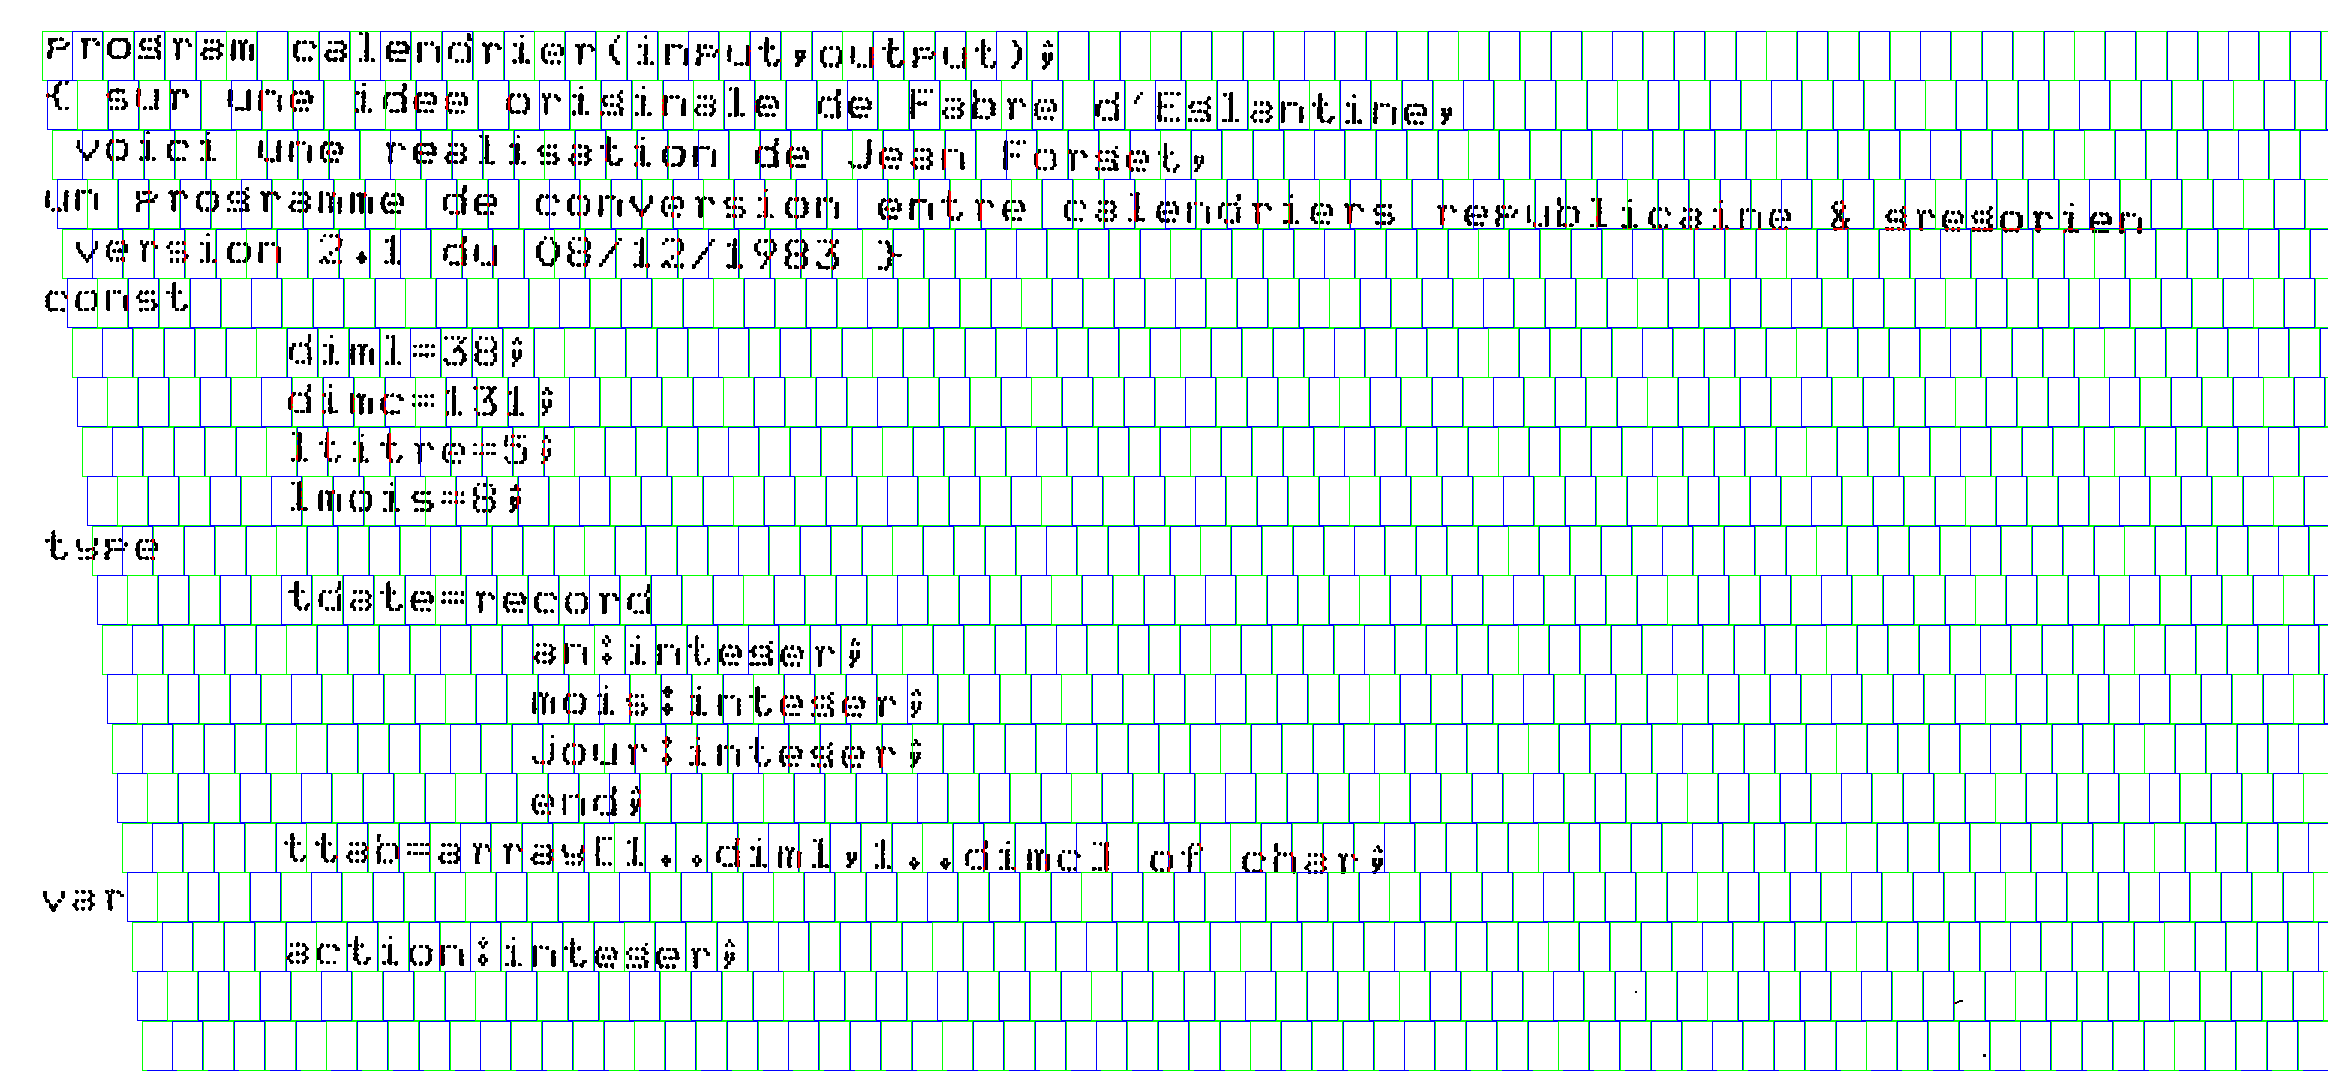 program calendrier(input,output);
{ sur une idee originale de Fabre d'Eglantine,
voici une realisation de Jean Forget,
un programme de conversion entre calendriers republicaine & gregorien
version 2.1 du 08/12/1983 }
const
diml=38;
dimc=131;
ltitre=5;
lmois=8;
type
tdate=record
an:integer;
mois:integer;
jour:integer;
end;
ttab=array[1..diml,1..dimc] of char;
var
action:integer;